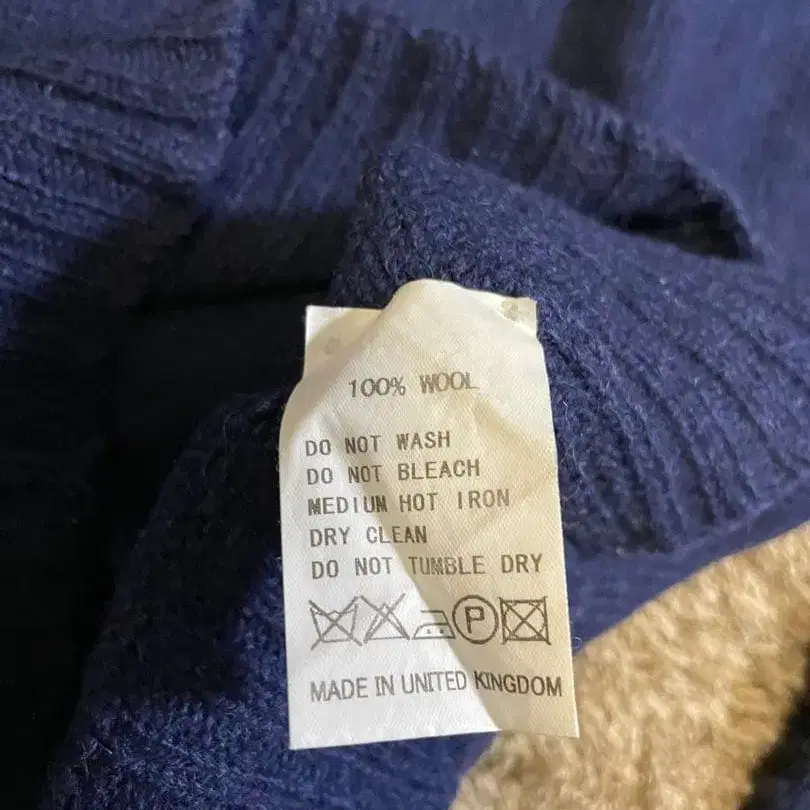 100% WOOL
DO NOT WASH
DO NOT BLEACH
MEDIUM HOT IRON
DRY CLEAN
DO NOT TUMBLE DRY
P
MADE IN UNITED KINGDOM